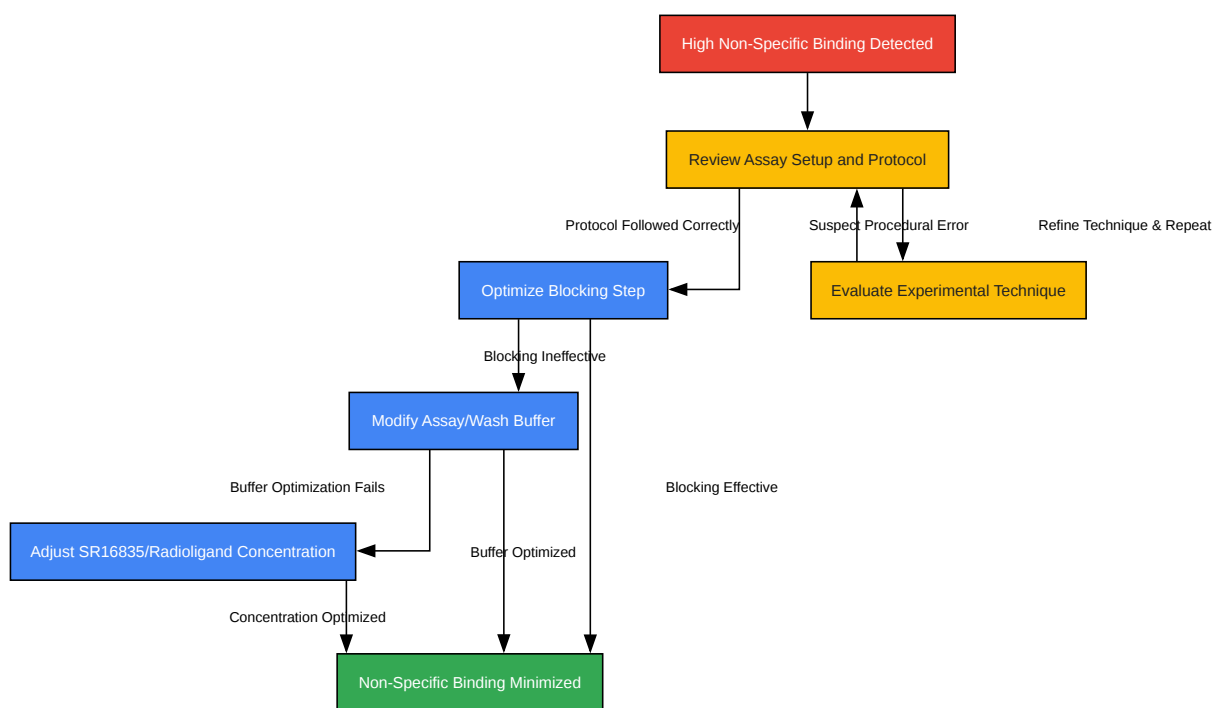 High Non-Specific Binding Detected
Review Assay Setup and Protocol
Protocol Followed Correctly
Suspect Procedural Error
Refine Technique & Repeat
Optimize Blocking Step
Evaluate Experimental Technique
Blocking Ineffective
Modify Assay/Wash Buffer
Buffer Optimization Fails
Blocking Effective
Adjust SR16835/Radioligand Concentration
Buffer Optimized
Concentration Optimized
Non-Specific Binding Minimized